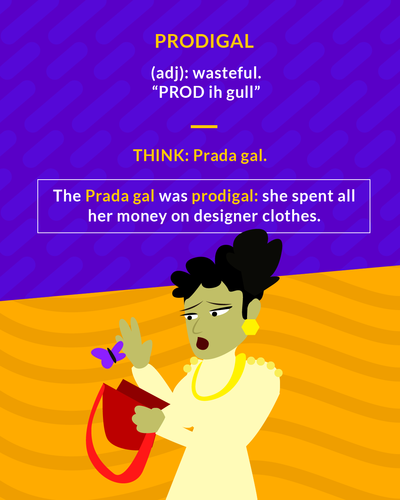 PRODIGAL
(adj): wasteful.
“PROD ih gull”
THINK: Prada gal.
The Prada gal was prodigal: she spent all
her money on designer clothes.